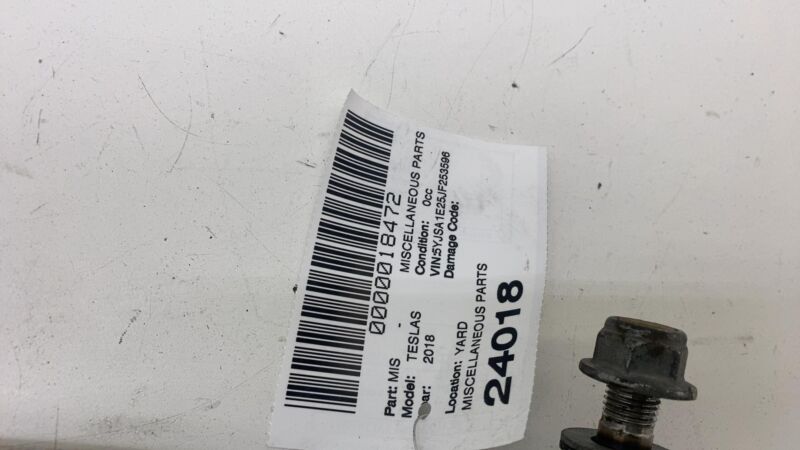 0000018472
Part: MIS - MISCELLANEOUS PARTS
Model: TESLAS Condition: 0cc
ar: 2018 VIN:5YJSA1E25JF253596
Damage Code:
Location: YARD
MISCELLANEOUS PARTS
24018